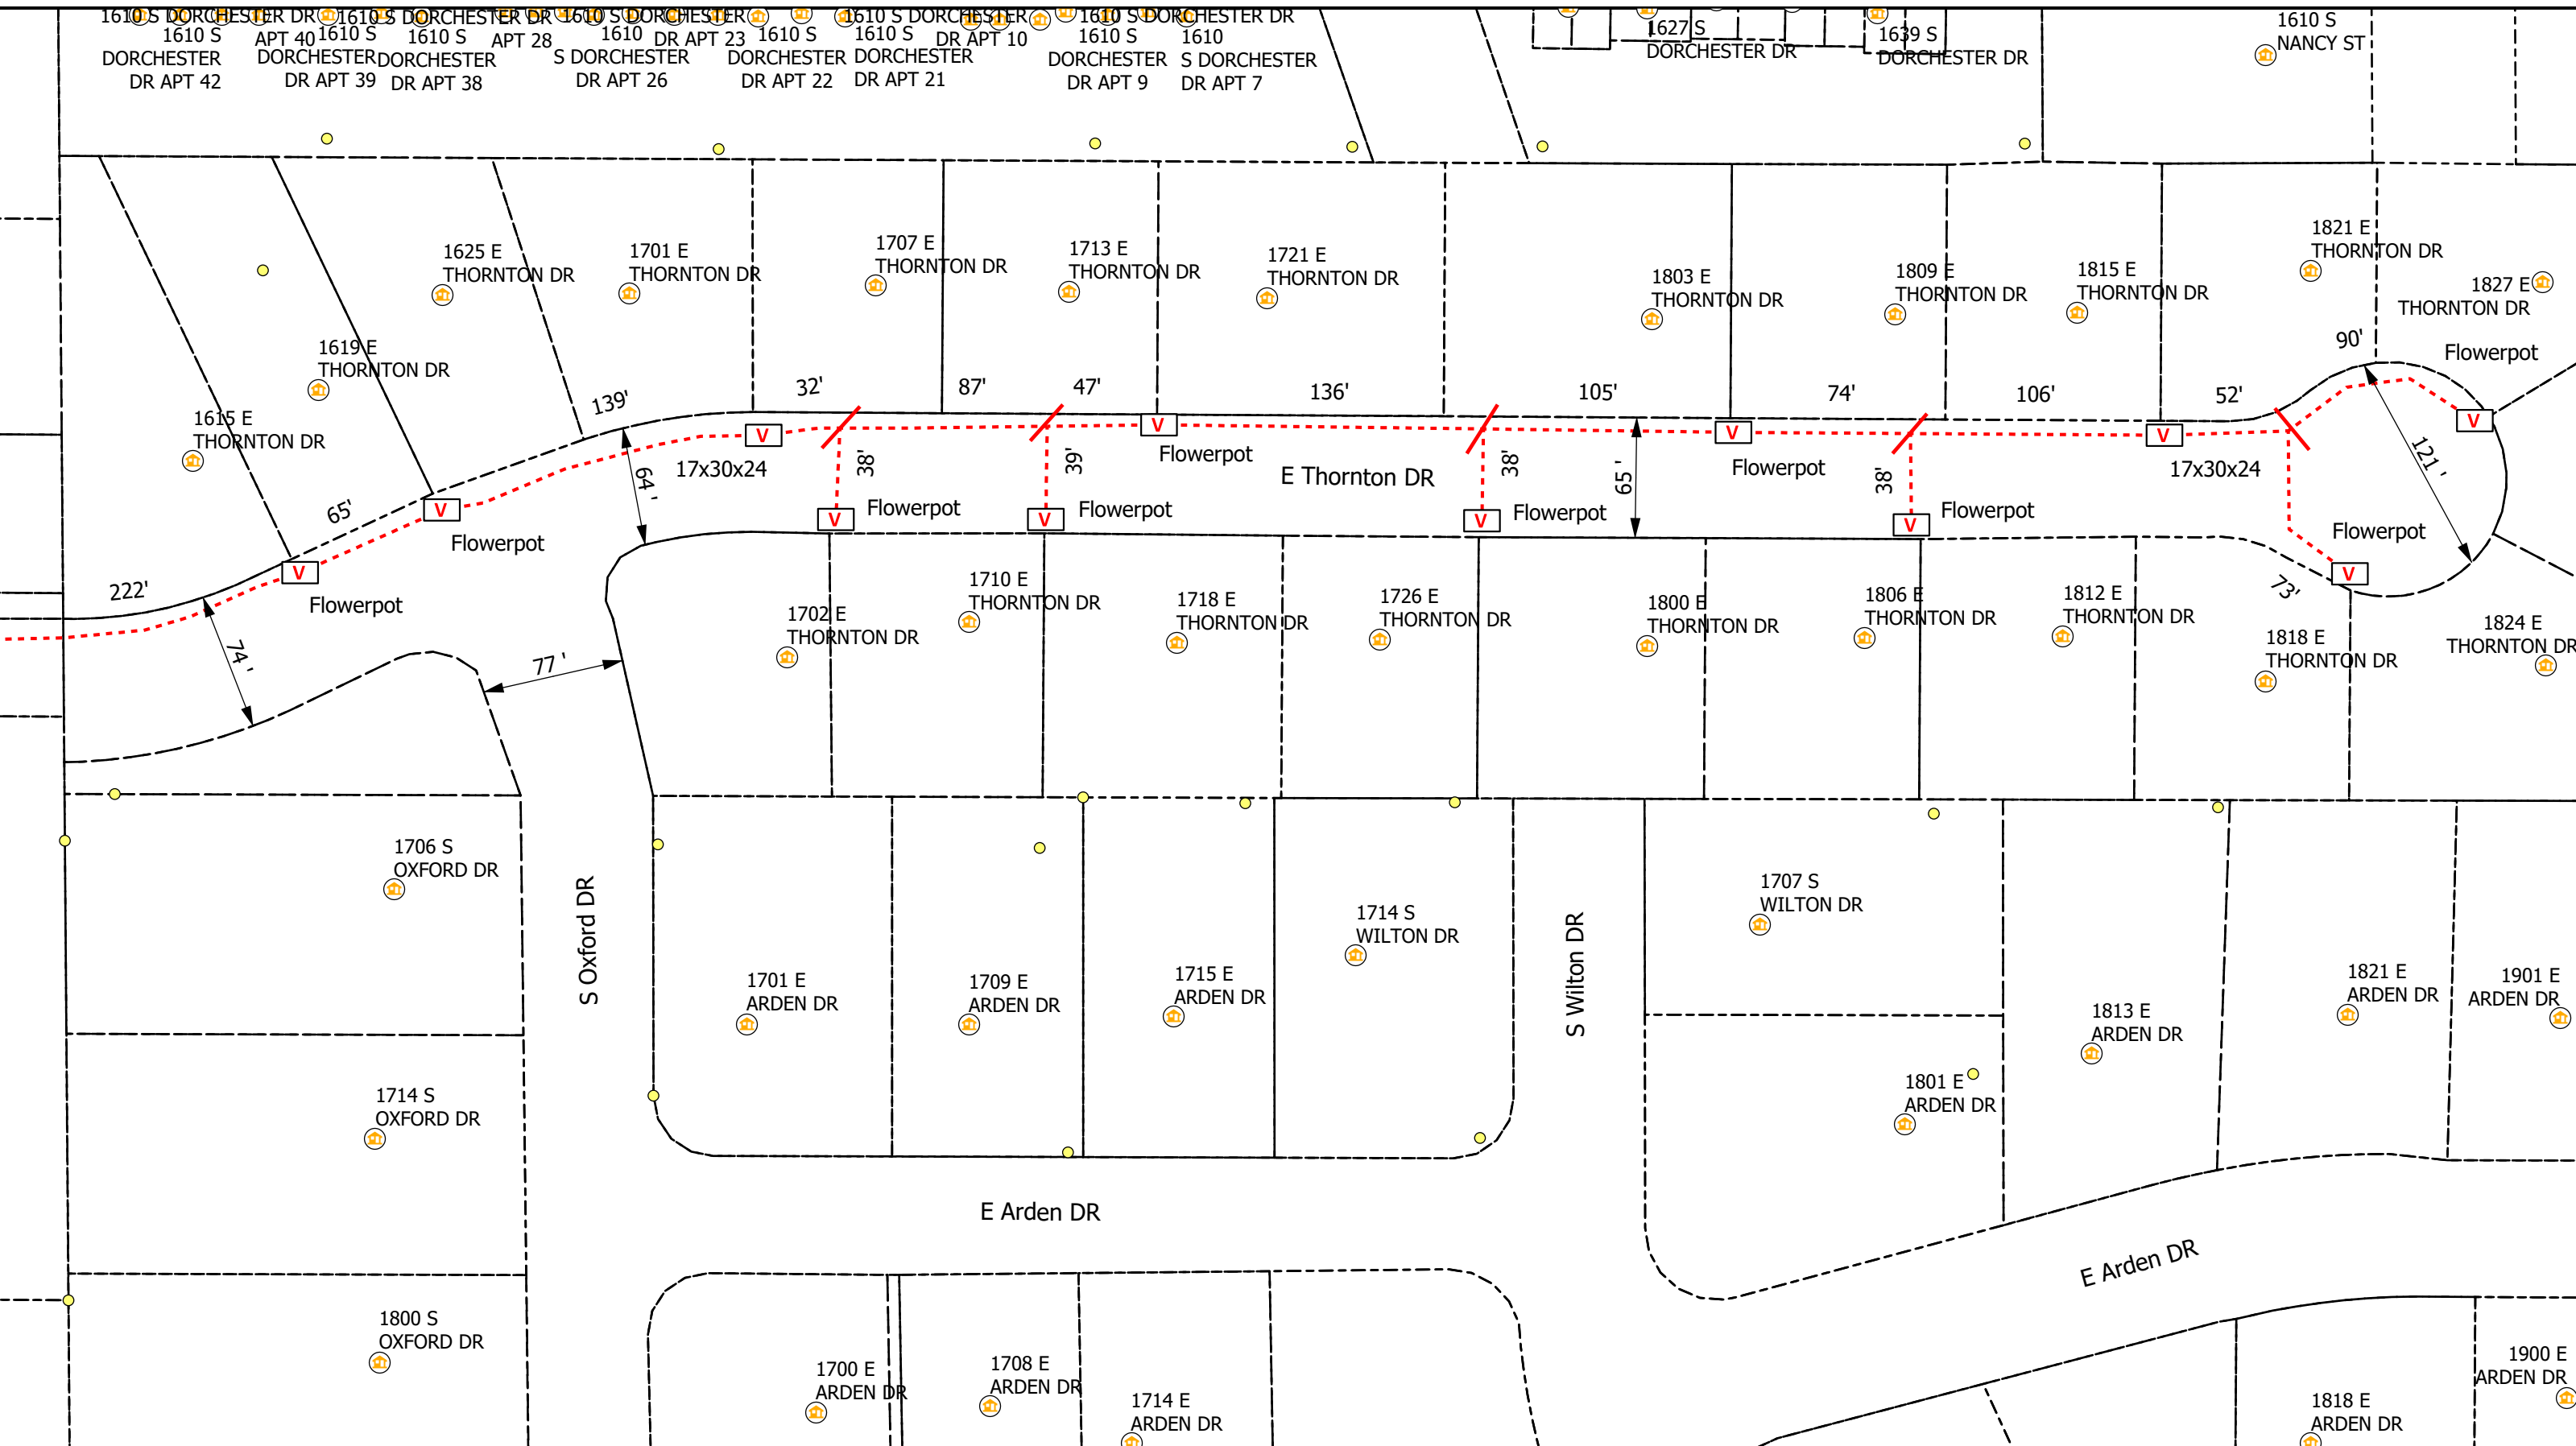 1610 S DORCHESTER DR
1610 S DORCHESTER DR
1610 S DORCHESTER
1610 S DORCHESTER
1610 S DORCHESTER DR
1610 S
DORCHESTER
DR APT 42
APT 40
1610 S
DORCHESTER
DR APT 39
1610 S
DORCHESTER
DR APT 38
APT 28
1610
S DORCHESTER
DR APT 26
DR APT 23
1610 S
DORCHESTER
DR APT 22
1610 S
DORCHESTER
DR APT 21
DR APT 10
1610 S
DORCHESTER
DR APT 9
1610
S DORCHESTER
DR APT 7
1627 S
DORCHESTER DR
1639 S
DORCHESTER DR
1610 S
NANCY ST
1615 E
THORNTON DR
1619 E
THORNTON DR
1625 E
THORNTON DR
1701 E
THORNTON DR
1707 E
THORNTON DR
1713 E
THORNTON DR
1721 E
THORNTON DR
1803 E
THORNTON DR
1809 E
THORNTON DR
1815 E
THORNTON DR
1821 E
THORNTON DR
1827 E
THORNTON DR
222'
65'
139'
32'
87'
47'
136'
105'
74'
106'
52'
90'
Flowerpot
V
V
V
V
V
V
V
17x30x24
Flowerpot
Flowerpot
17x30x24
64 '
38'
39'
38'
65 '
38'
121 '
E Thornton DR
V
V
V
V
V
Flowerpot
Flowerpot
Flowerpot
Flowerpot
Flowerpot
Flowerpot
Flowerpot
73'
74 '
77 '
1702 E
THORNTON DR
1710 E
THORNTON DR
1718 E
THORNTON DR
1726 E
THORNTON DR
1800 E
THORNTON DR
1806 E
THORNTON DR
1812 E
THORNTON DR
1818 E
THORNTON DR
1824 E
THORNTON DR
1706 S
OXFORD DR
S Oxford DR
1701 E
ARDEN DR
1709 E
ARDEN DR
1715 E
ARDEN DR
1714 S
WILTON DR
S Wilton DR
1707 S
WILTON DR
1813 E
ARDEN DR
1821 E
ARDEN DR
1901 E
ARDEN DR
1714 S
OXFORD DR
1801 E
ARDEN DR
E Arden DR
E Arden DR
1800 S
OXFORD DR
1700 E
ARDEN DR
1708 E
ARDEN DR
1714 E
ARDEN DR
1818 E
ARDEN DR
1900 E
ARDEN DR